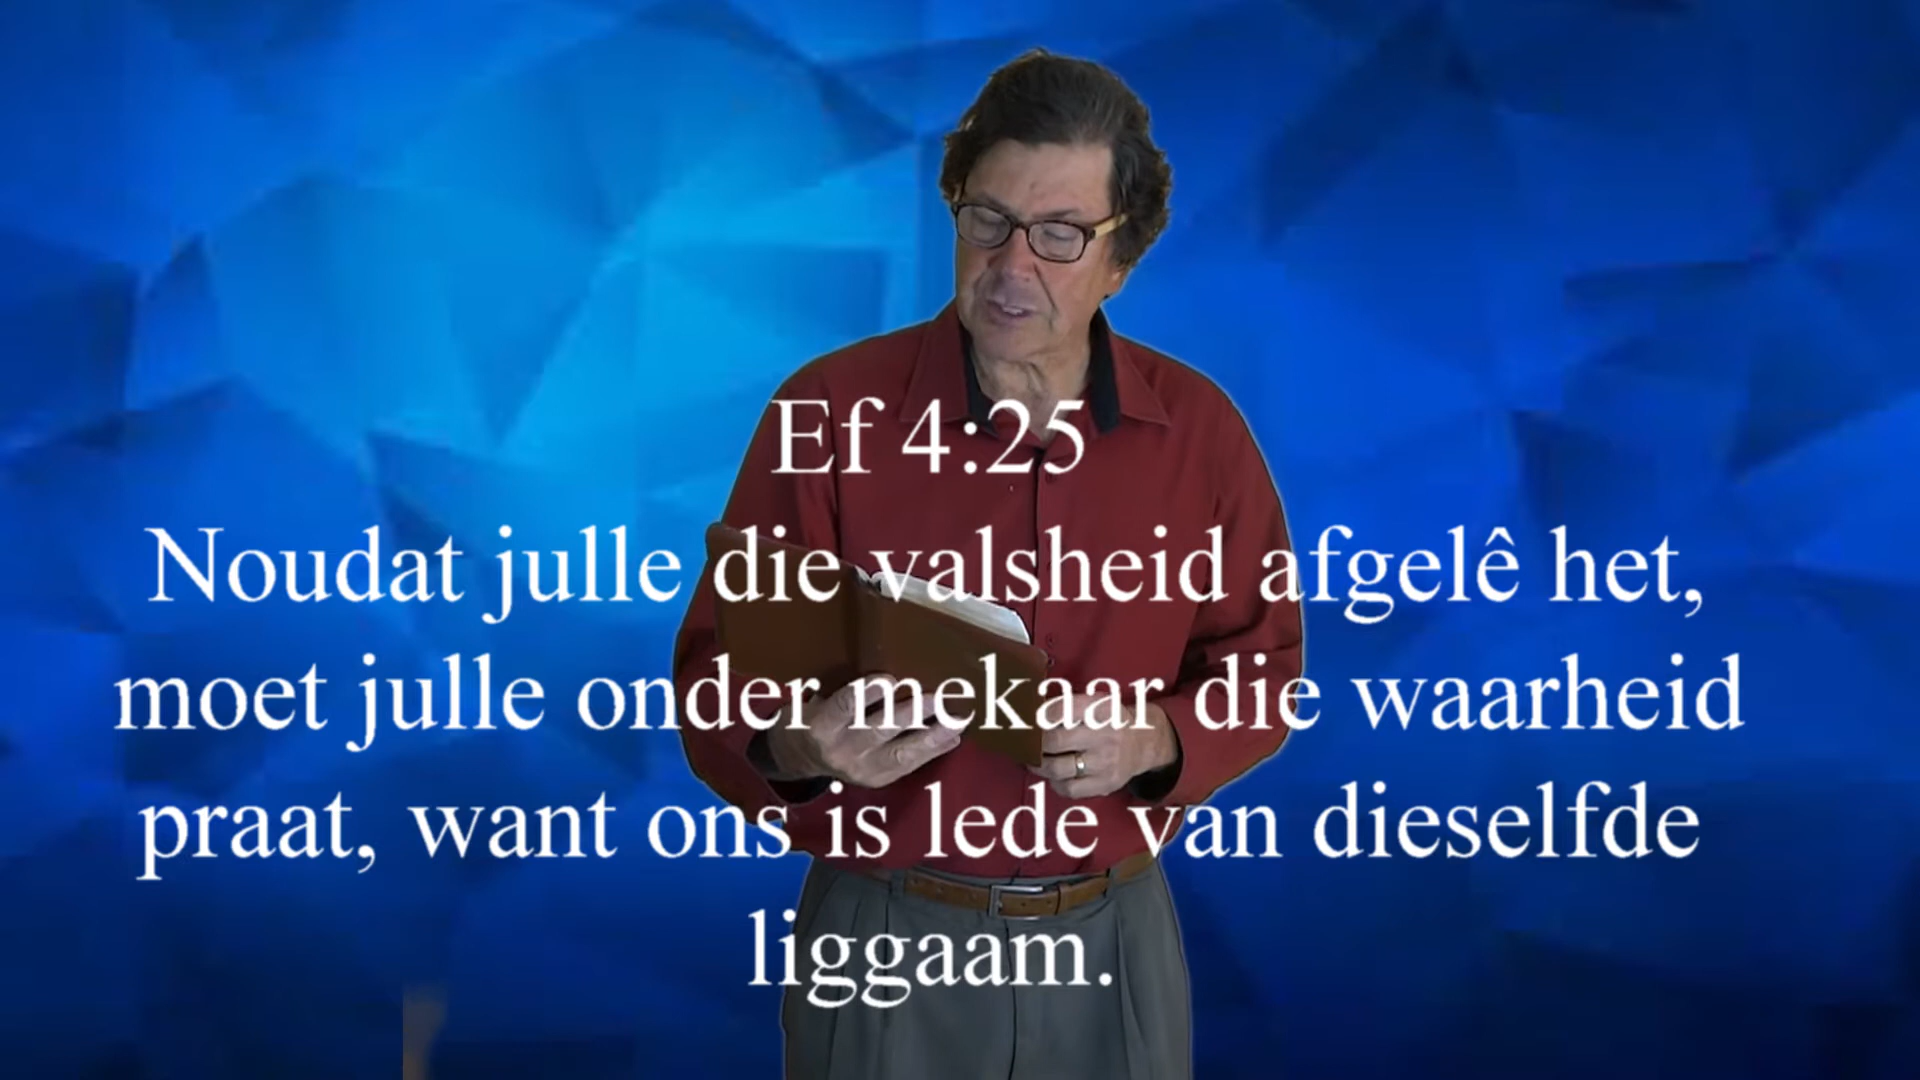 Ef 4:25
Noudat julle die valsheid afgelê het,
moet julle onder mekaar die waarheid
praat, want ons is lede van dieselfde
liggaam.